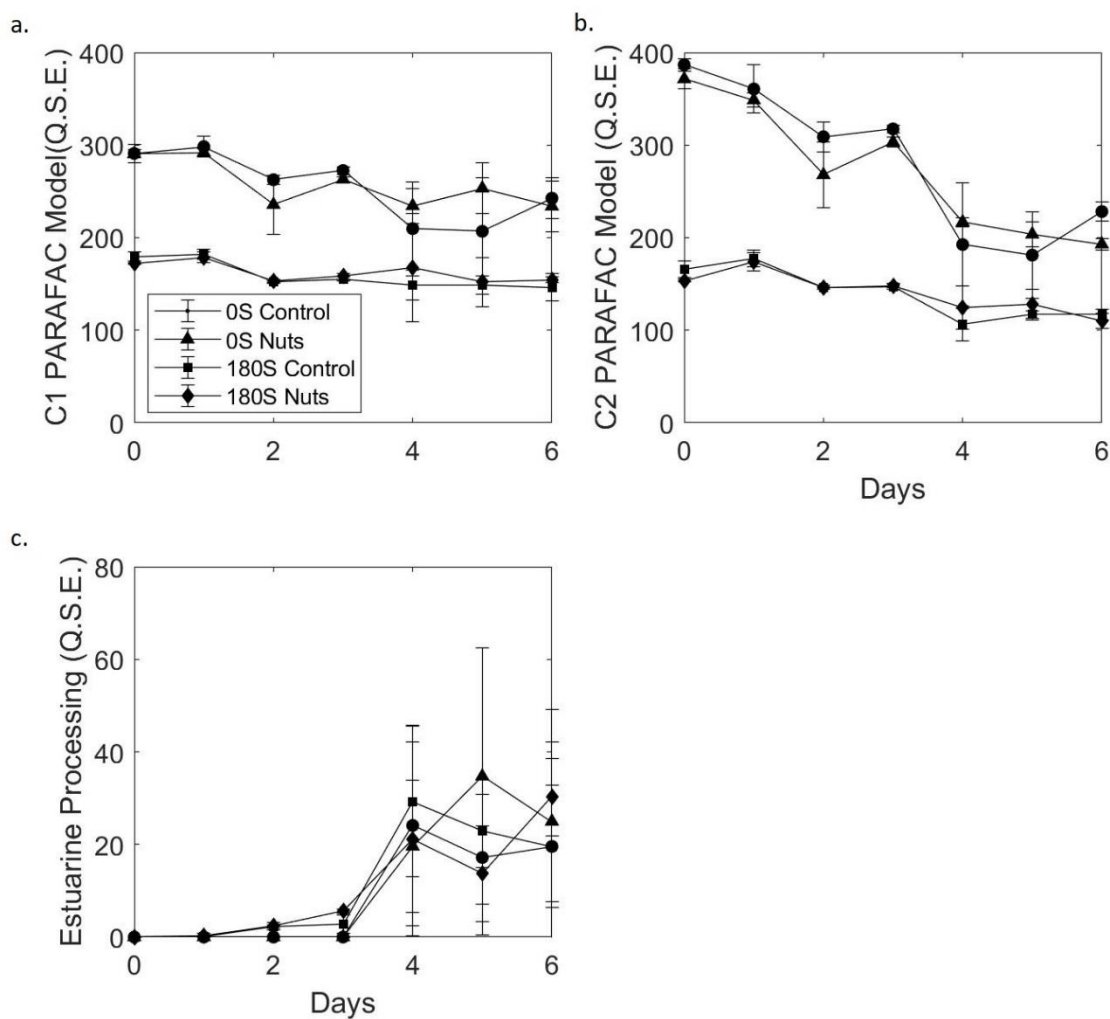 a.
C1 PARAFAC Model(Q.S.E.)
400
300
200
100
0
0S Control
0S Nuts
180S Control
180S Nuts
0
2
4
6
b.
C2 PARAFAC Model (Q.S.E.)
400
300
200
100
0
0
2
4
6
Days
c.
Estuarine Processing (Q.S.E.)
80
60
40
20
0
0
2
4
6
Days